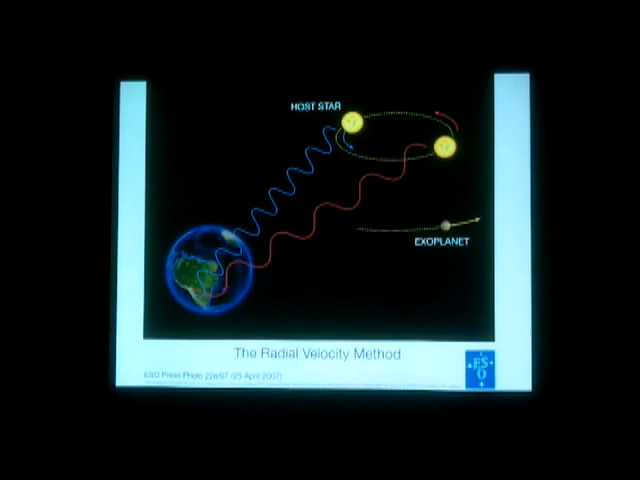 HOST STAR
EXOPLANET
The Radial Velocity Method
ESO Press Photo 22e/07 (25 April 2007)
ESO